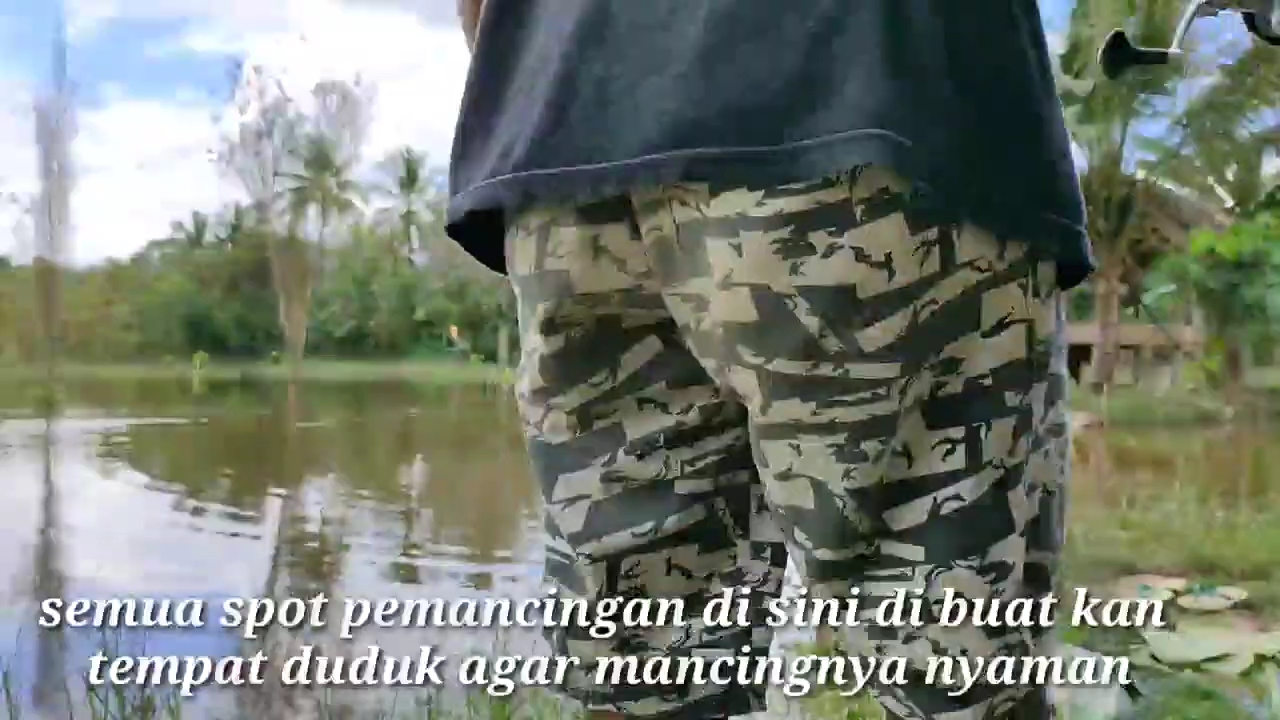 semua spot pemancingan di sini di buat kan
tempat duduk agar mancingnya nyaman